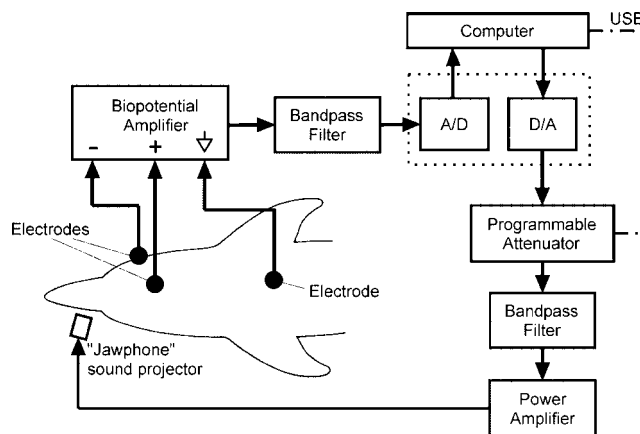 Computer
USB
Biopotential
Amplifier
- +
Bandpass
Filter
A/D
D/A
Electrodes
Programmable
Attenuator
Electrode
Bandpass
Filter
"Jawphone"
sound projector
Power
Amplifier